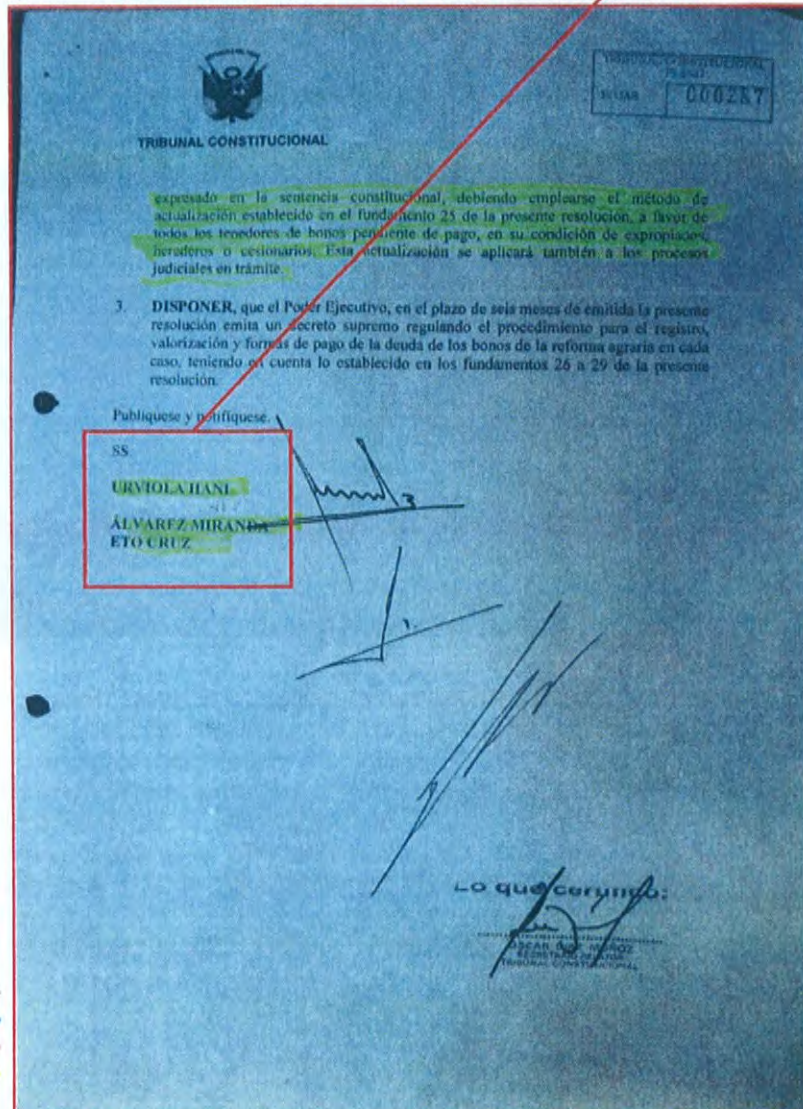 TRIBUNAL CONSTITUCIONAL
TRIBUNAL CONSTITUCIONAL
000287
expresado en la sentencia constitucional, debiendo emplearse el método de
actualización establecido en el fundamento 25 de la presente resolución, a favor de
todos los tenedores de bonos pendiente de pago, en su condición de expropiados,
herederos o cesionarios. Esta actualización se aplicará también a los procesos
judiciales en trámite.
3. DISPONER, que el Poder Ejecutivo, en el plazo de seis meses de emitida la presente
resolución emita un decreto supremo regulando el procedimiento para el registro,
valorización y formas de pago de la deuda de los bonos de la reforma agraria en cada
caso, teniendo en cuenta lo establecido en los fundamentos 26 a 29 de la presente
resolución.
Publíquese y notifíquese.
SS.
URVIOLA HANI
ÁLVAREZ MIRANDA
ETO CRUZ
Lo que certifico:
OSCAR DIAZ MUÑOZ
SECRETARIO RELATOR
TRIBUNAL CONSTITUCIONAL